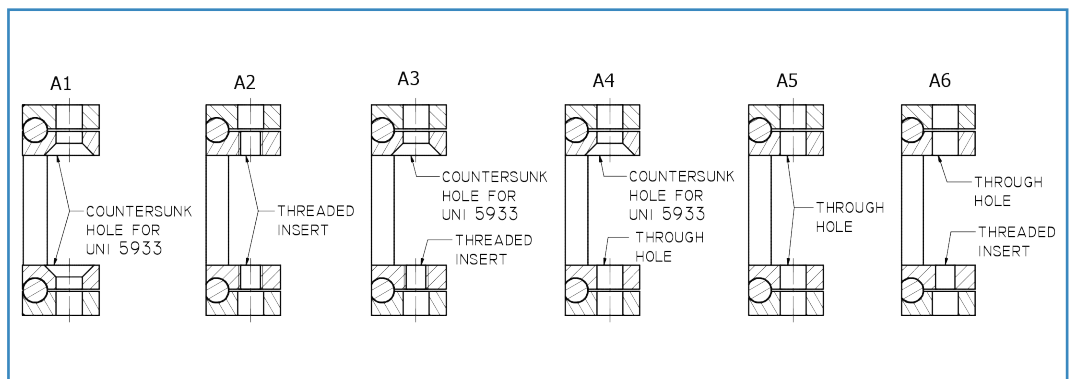 A1
A2
A3
A4
A5
A6
COUNTERSUNK
HOLE FOR
UNI 5933
THREADED
INSERT
COUNTERSUNK
HOLE FOR
UNI 5933
THREADED
INSERT
COUNTERSUNK
HOLE FOR
UNI 5933
THROUGH
HOLE
THROUGH
HOLE
THROUGH
HOLE
THREADED
INSERT